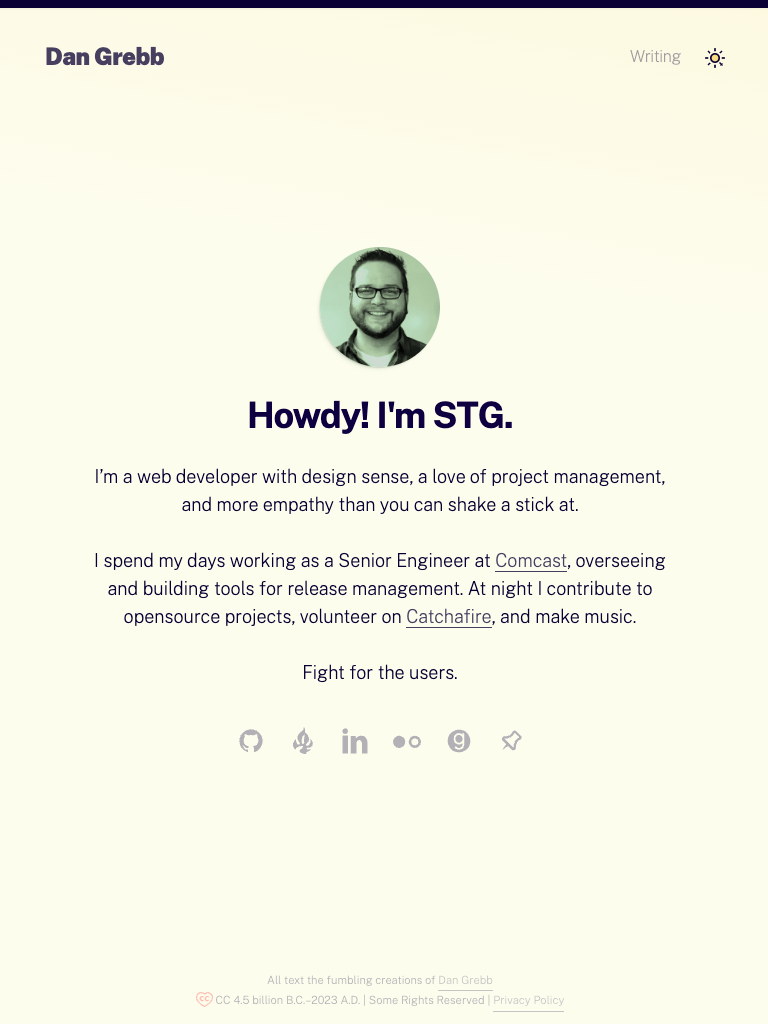 Dan Grebb
Writing
Howdy! I'm STG.
I’m a web developer with design sense, a love of project management,
and more empathy than you can shake a stick at.
I spend my days working as a Senior Engineer at Comcast, overseeing
and building tools for release management. At night I contribute to
opensource projects, volunteer on Catchafire, and make music.
Fight for the users.
in
g
All text the fumbling creations of Dan Grebb
cc CC 4.5 billion B.C.–2023 A.D. | Some Rights Reserved | Privacy Policy